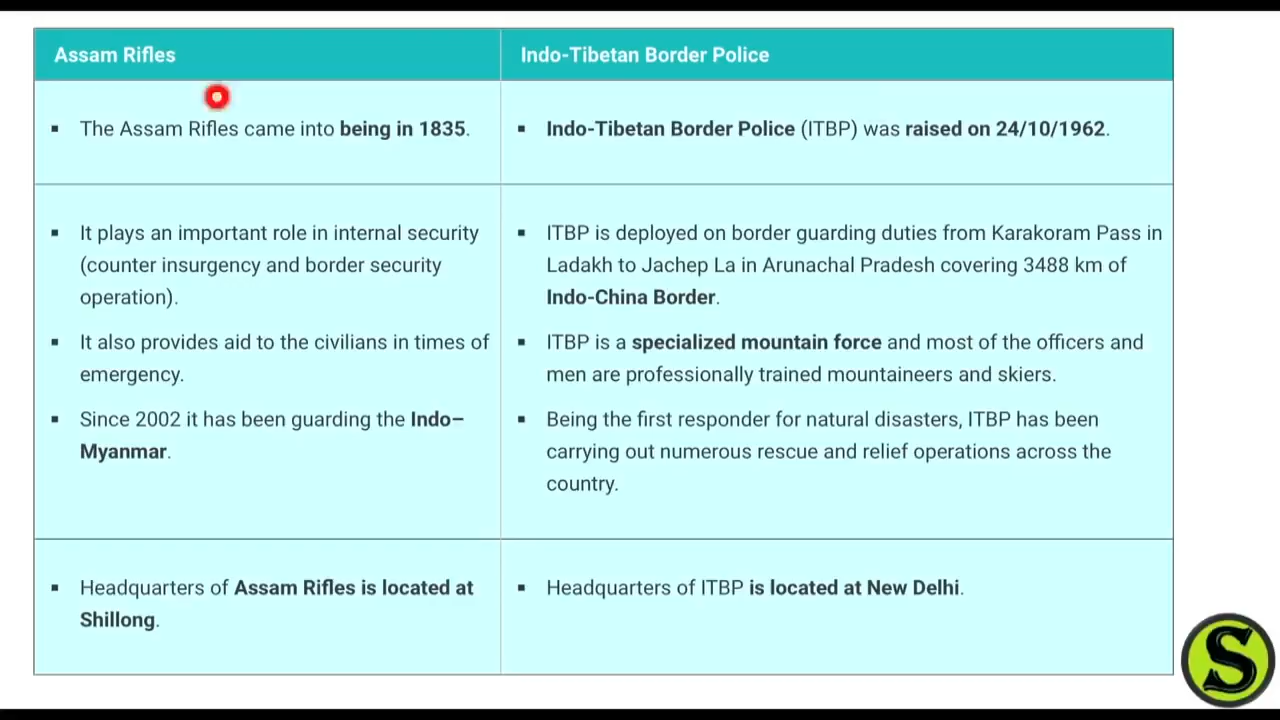 Assam Rifles
Indo-Tibetan Border Police
▪ The Assam Rifles came into being in 1835.
▪ Indo-Tibetan Border Police (ITBP) was raised on 24/10/1962.
▪ It plays an important role in internal security
(counter insurgency and border security
operation).
▪ It also provides aid to the civilians in times of
emergency.
▪ Since 2002 it has been guarding the Indo–
Myanmar.
▪ ITBP is deployed on border guarding duties from Karakoram Pass in
Ladakh to Jachep La in Arunachal Pradesh covering 3488 km of
Indo-China Border.
▪ ITBP is a specialized mountain force and most of the officers and
men are professionally trained mountaineers and skiers.
▪ Being the first responder for natural disasters, ITBP has been
carrying out numerous rescue and relief operations across the
country.
▪ Headquarters of Assam Rifles is located at
Shillong.
▪ Headquarters of ITBP is located at New Delhi.
S